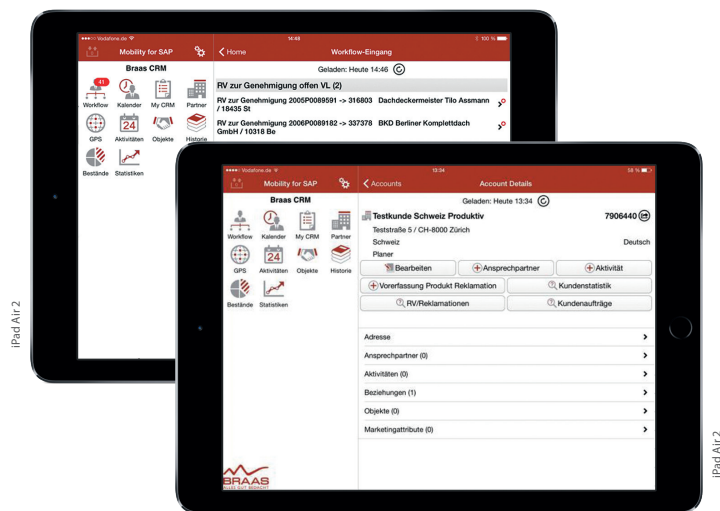 iPad Air 2
Vodafone.de 14:48 100 %
Mobility for SAP
Home Workflow-Eingang
Braas CRM
Geladen: Heute 14:46
41
Workflow Kalender My CRM Partner
24
GPS Aktivitäten Objekte Historie
Bestände Statistiken
RV zur Genehmigung offen VL (2)
RV zur Genehmigung 2005P0089591 -> 316803 Dachdeckermeister Tilo Assmann
/ 18435 St
RV zur Genehmigung 2006P0089182 -> 337378 BKD Berliner Komplettdach
GmbH / 10318 Be
Vodafone.de 13:34 59 %
Mobility for SAP
Accounts Account Details
Braas CRM
Geladen: Heute 13:34
Workflow Kalender My CRM Partner
24
GPS Aktivitäten Objekte Historie
Bestände Statistiken
Testkunde Schweiz Produktiv 7906440
Teststraße 5 / CH-8000 Zürich
Schweiz Deutsch
Planer
Bearbeiten Ansprechpartner Aktivität
Vorerfassung Produkt Reklamation Kundenstatistik
RV/Reklamationen Kundenaufträge
Adresse
Ansprechpartner (0)
Aktivitäten (0)
Beziehungen (1)
Objekte (0)
Marketingattribute (0)
BRAAS
ALLES GUT BEDACHT
iPad Air 2